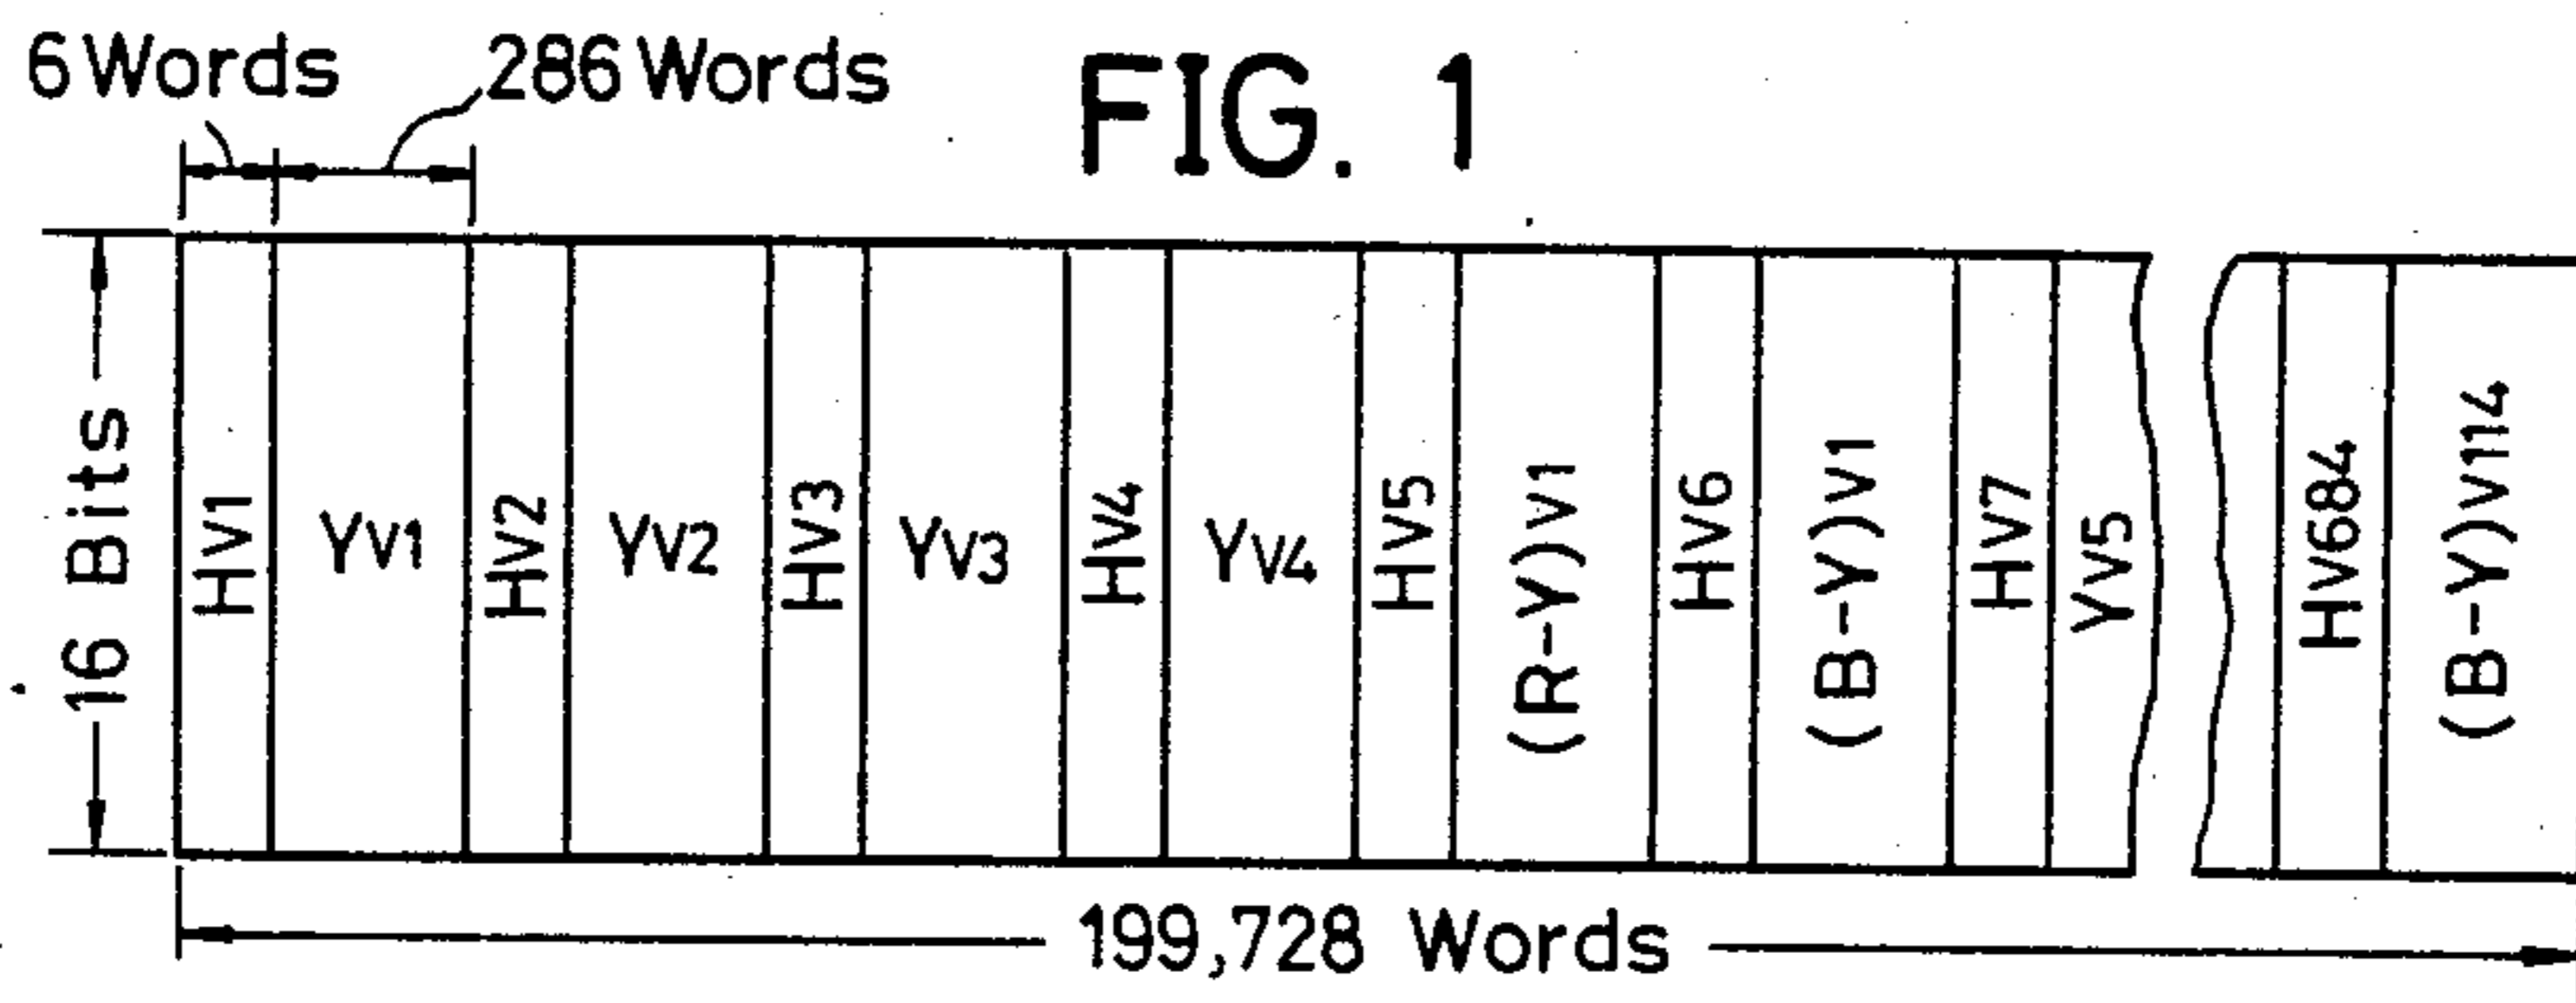 6 Words
286 Words
FIG. 1
16 Bits
HV1
YV1
HV2
YV2
HV3
YV3
HV4
YV4
HV5
(R-Y)V1
HV6
(B-Y)V1
HV7
YV5
HV684
(B-Y)V114
199,728 Words